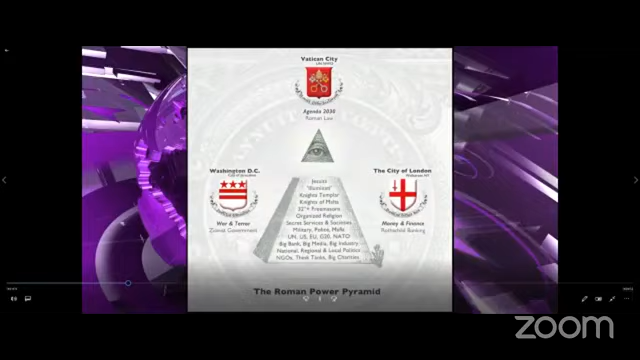 Vatican City
Agenda 2030
Roman Law
Washington D.C.
War & Terror
Zionist Government
The City of London
Money & Finance
Rothschild Banking
Jesuits
'Illuminati'
Knights Templar
Knights of Malta
Organized Religion
Secret Services & Societies
Military, Police, Mafia
UN, US, EU, G20, NATO
Big Bank, Big Media, Big Industry
National, Regional & Local Politics
NGOs, Think Tanks, Big Charities
The Roman Power Pyramid
zoom